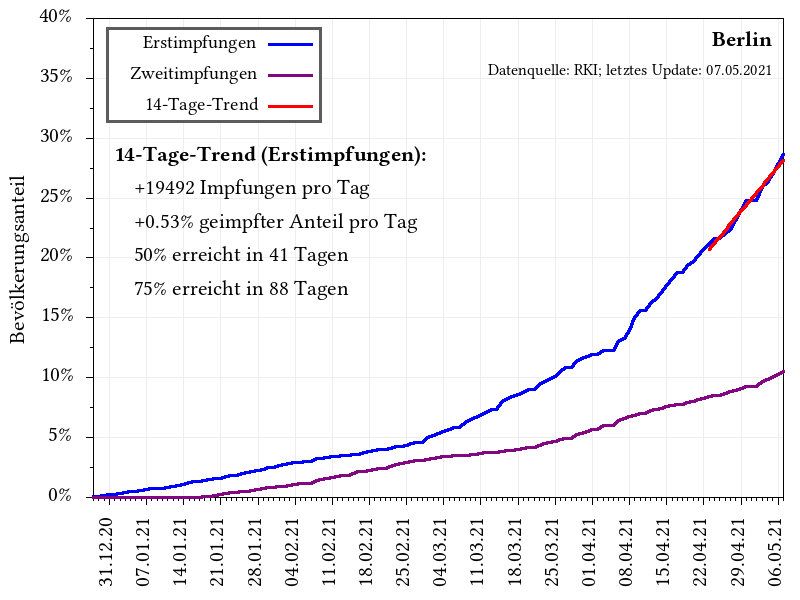 40%
35%
30%
25%
20%
15%
10%
5%
0%
Bevölkerungsanteil
Erstimpfungen
Zweitimpfungen
14-Tage-Trend
Berlin
Datenquelle: RKI; letztes Update: 07.05.2021
14-Tage-Trend (Erstimpfungen):
+19492 Impfungen pro Tag
+0.53% geimpfter Anteil pro Tag
50% erreicht in 41 Tagen
75% erreicht in 88 Tagen
31.12.20
07.01.21
14.01.21
21.01.21
28.01.21
04.02.21
11.02.21
18.02.21
25.02.21
04.03.21
11.03.21
18.03.21
25.03.21
01.04.21
08.04.21
15.04.21
22.04.21
29.04.21
06.05.21